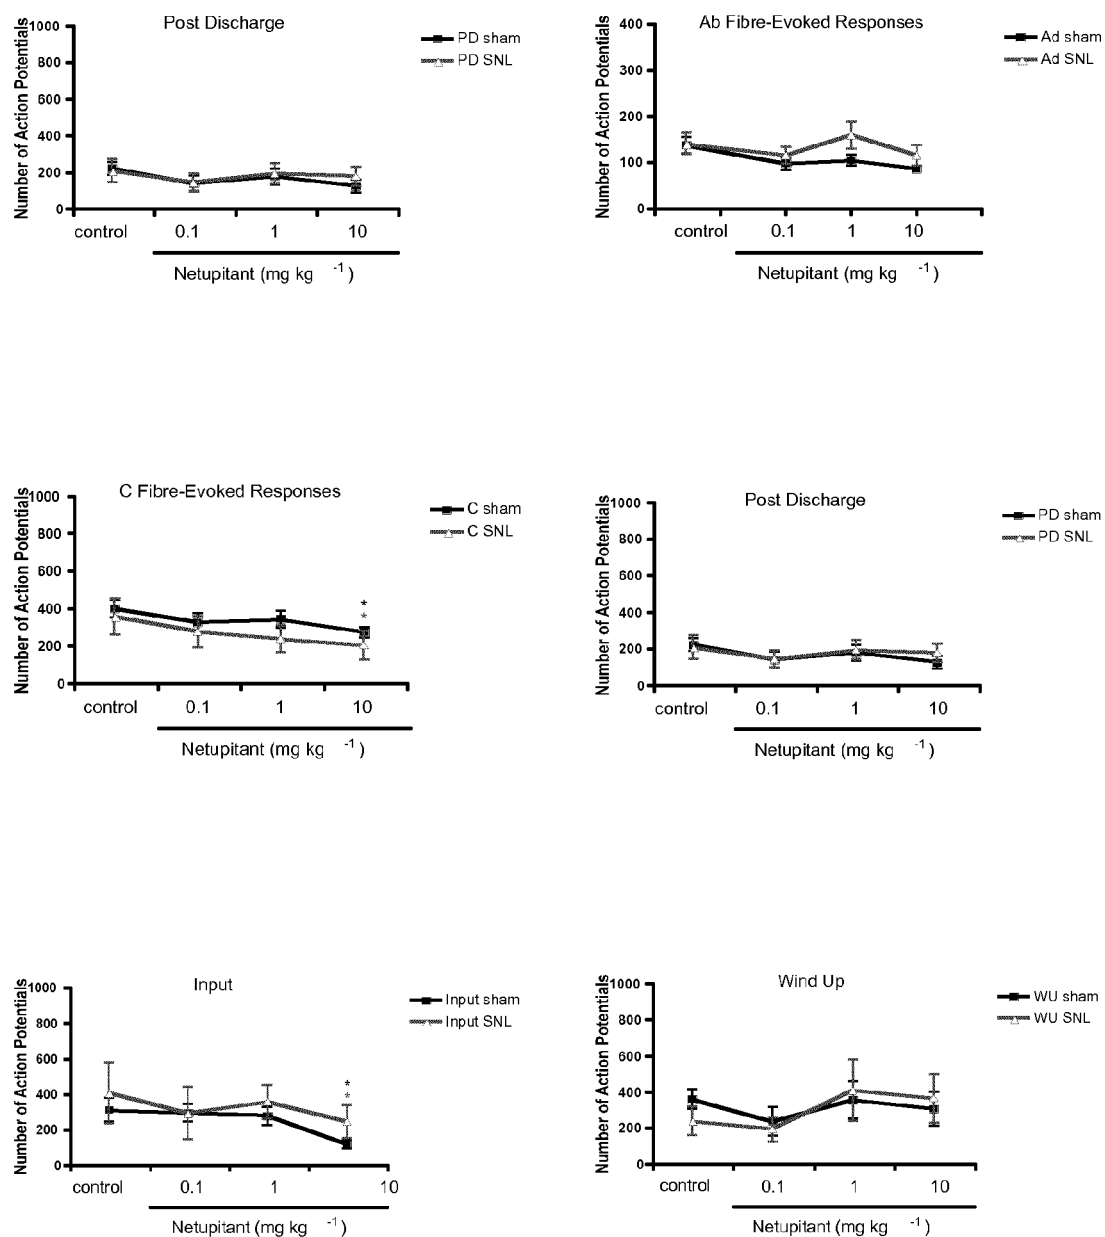 Post Discharge
PD sham
PD SNL
Number of Action Potentials
1000
800
600
400
200
0
control 0.1 1 10
Netupitant (mg kg -1)
Ab Fibre-Evoked Responses
Ad sham
Ad SNL
Number of Action Potentials
400
300
200
100
0
control 0.1 1 10
Netupitant (mg kg -1)
C Fibre-Evoked Responses
C sham
C SNL
Number of Action Potentials
1000
800
600
400
200
0
*
*
control 0.1 1 10
Netupitant (mg kg -1)
Post Discharge
PD sham
PD SNL
Number of Action Potentials
1000
800
600
400
200
0
control 0.1 1 10
Netupitant (mg kg -1)
Input
Input sham
Input SNL
Number of Action Potentials
1000
800
600
400
200
0
*
*
control 0.1 1 10
Netupitant (mg kg -1)
Wind Up
WU sham
WU SNL
Number of Action Potentials
1000
800
600
400
200
0
control 0.1 1 10
Netupitant (mg kg -1)